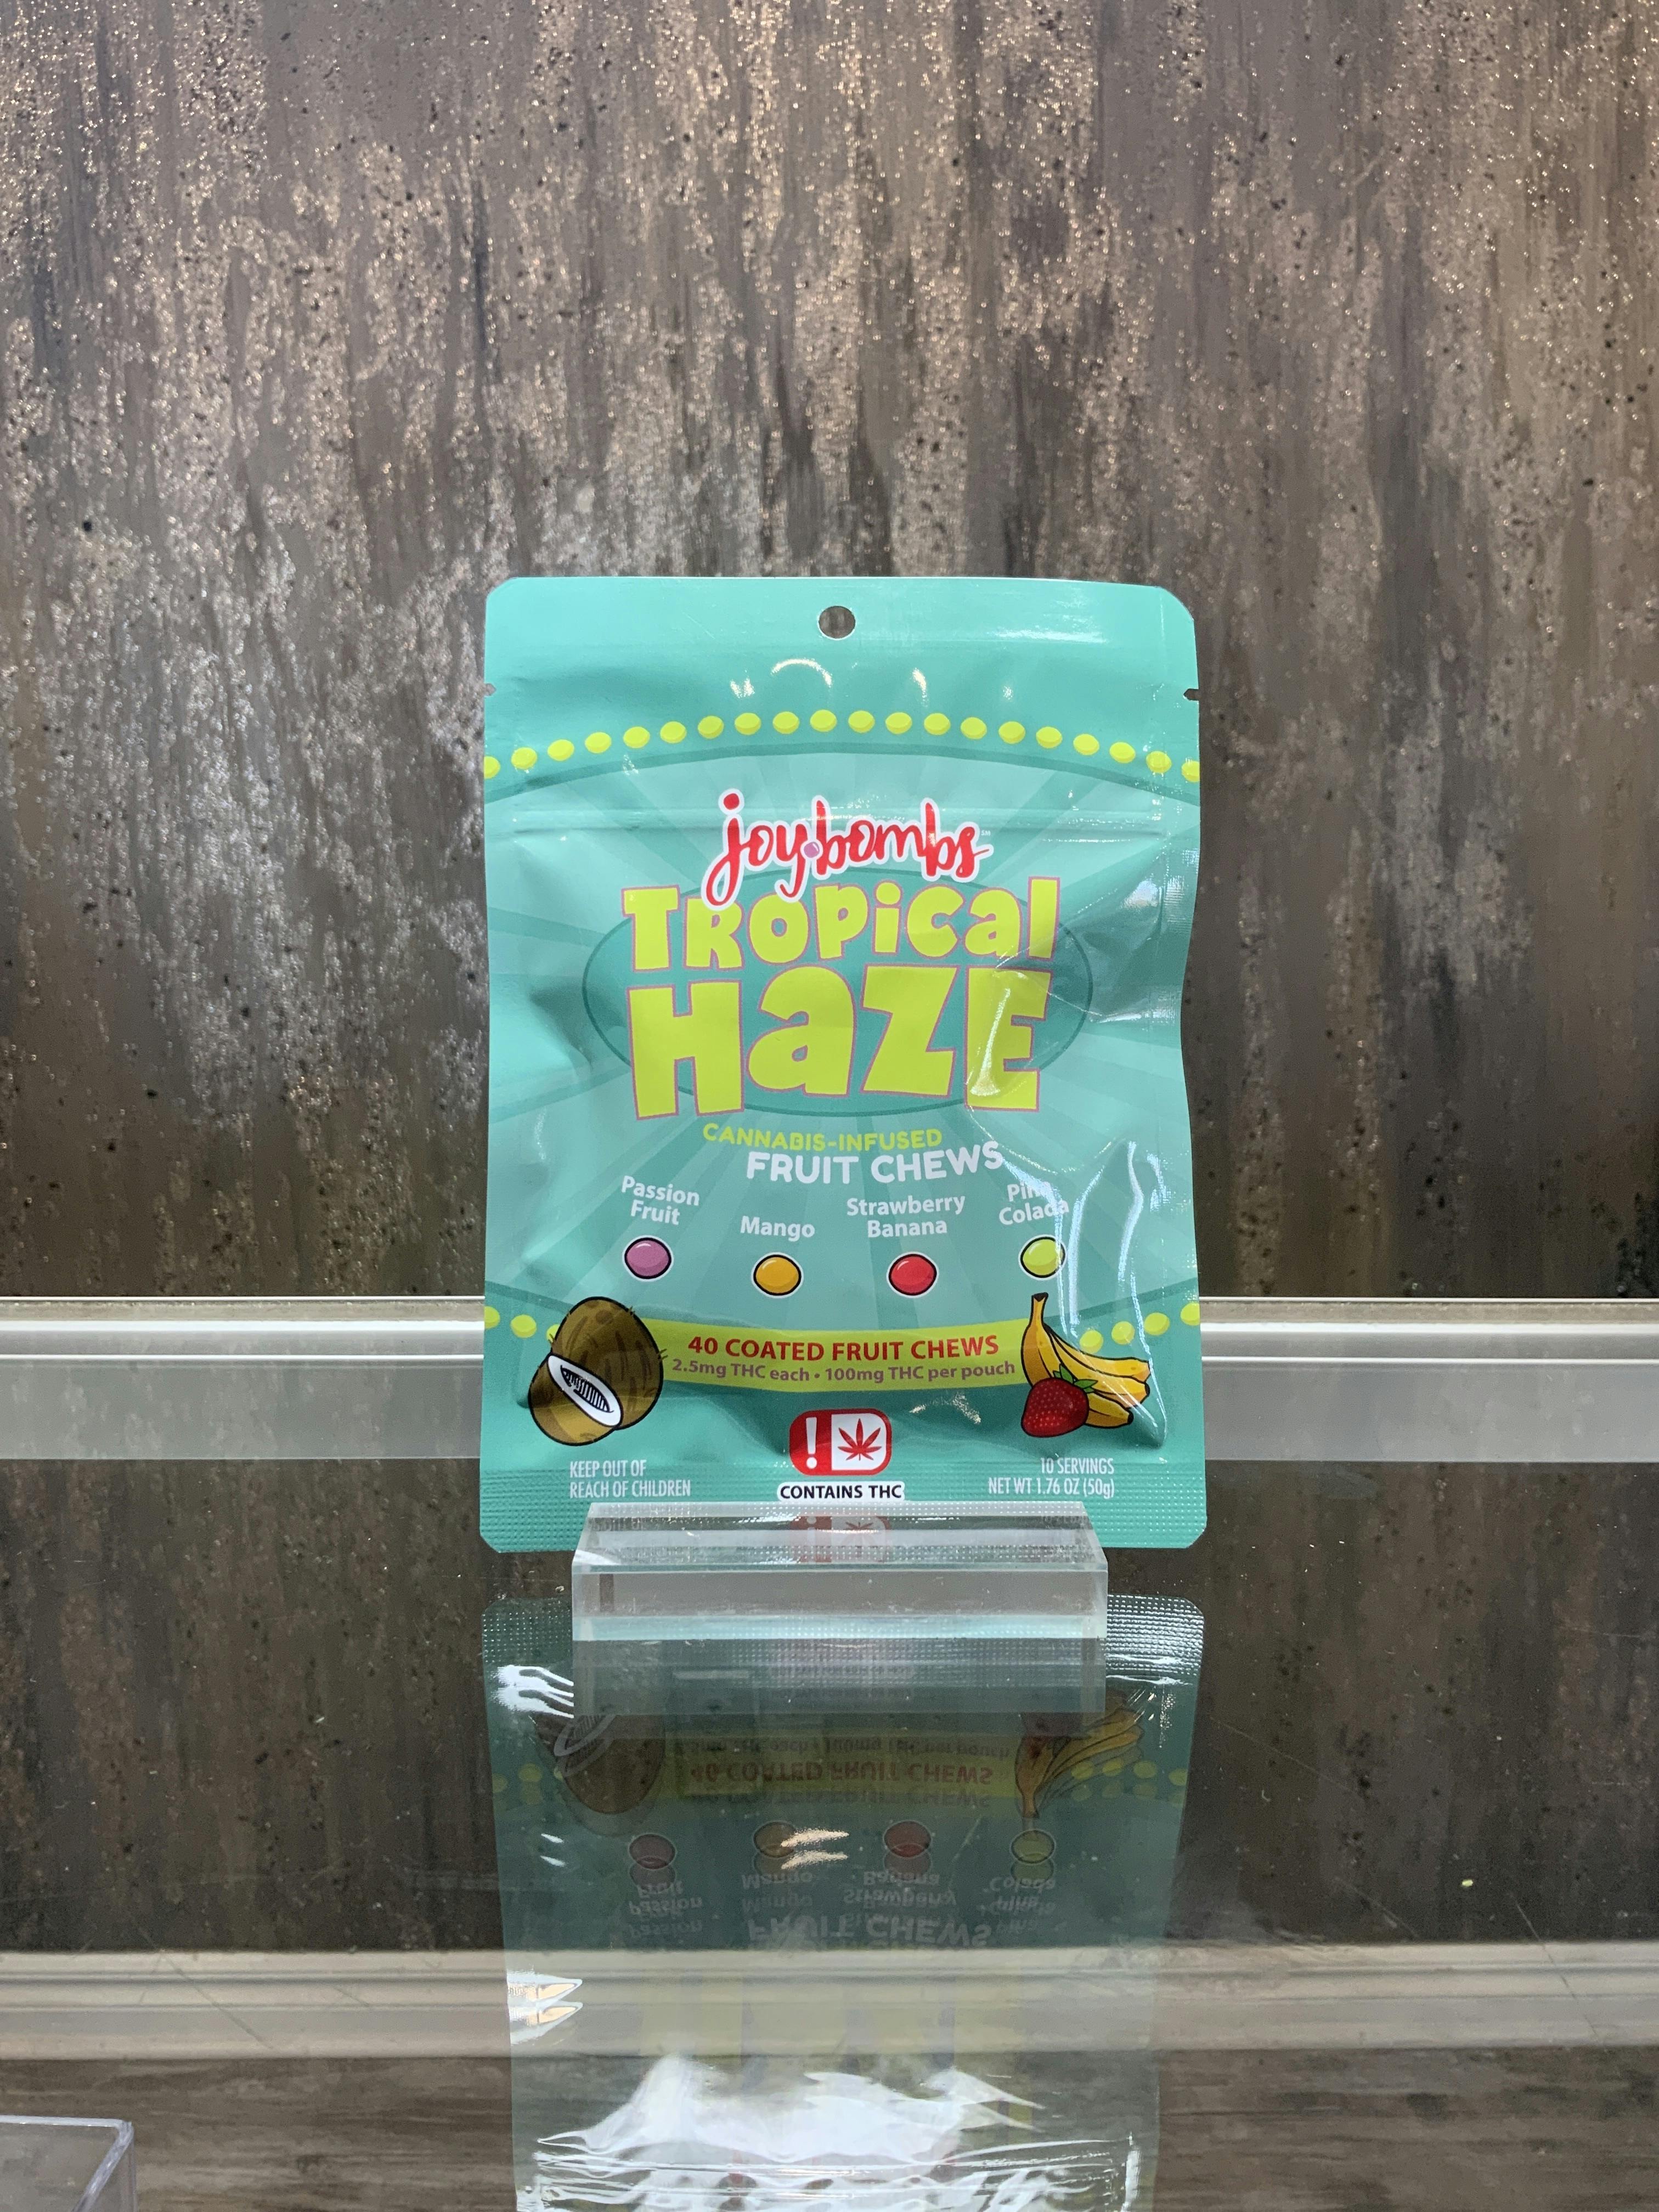 joy•bombs
TROPical
HaZE
CANNABIS-INFUSED
FRUIT CHEWS
Passion
Fruit
Mango
Strawberry
Banana
Colada
40 COATED FRUIT CHEWS
2.5mg THC each • 100mg THC per pouch
!
KEEP OUT OF
REACH OF CHILDREN
CONTAINS THC
10 SERVINGS
NET WT 1.76 OZ (50g)